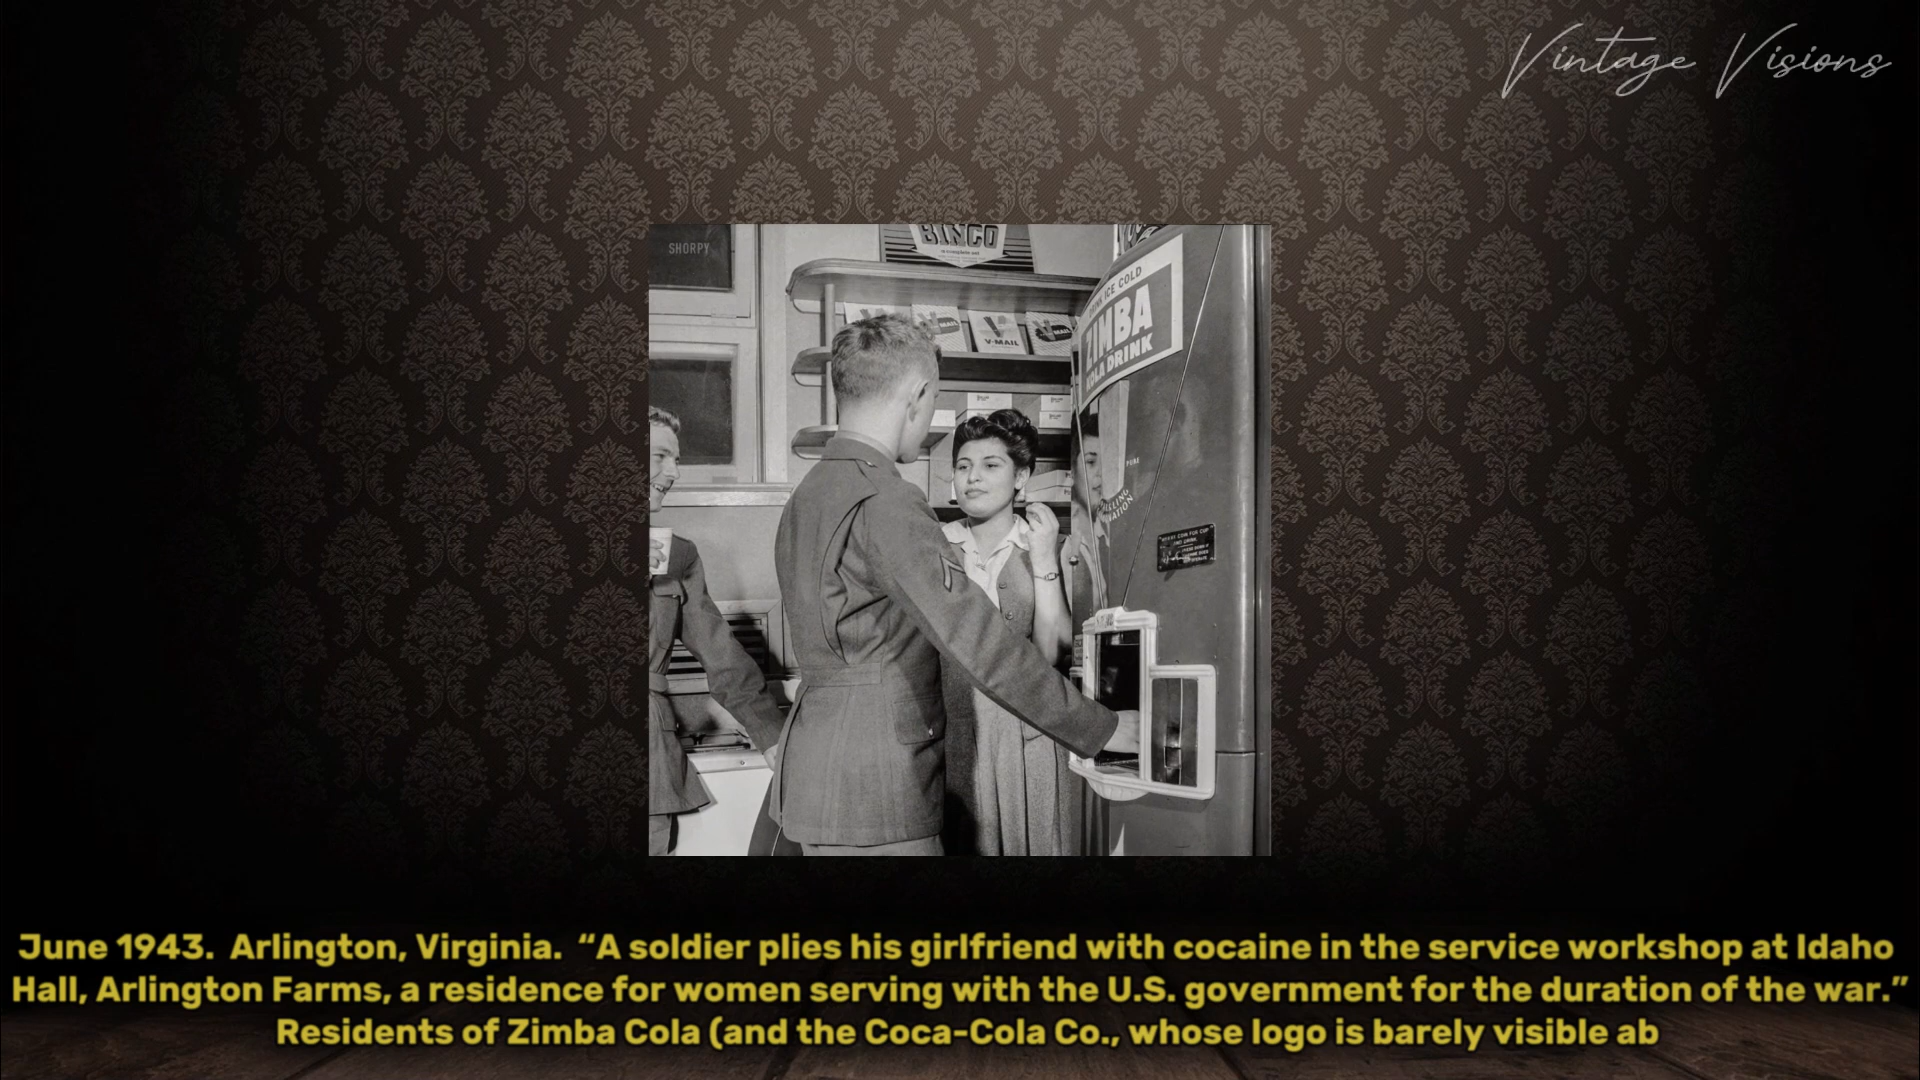 Vintage Visions
SHORPY
BINGO
ICE COLD
ZIMBA
KOLA DRINK
V-MAIL
MAIL
PURE
June 1943.  Arlington, Virginia.  “A soldier plies his girlfriend with cocaine in the service workshop at Idaho
Hall, Arlington Farms, a residence for women serving with the U.S. government for the duration of the war.”
Residents of Zimba Cola (and the Coca-Cola Co., whose logo is barely visible ab